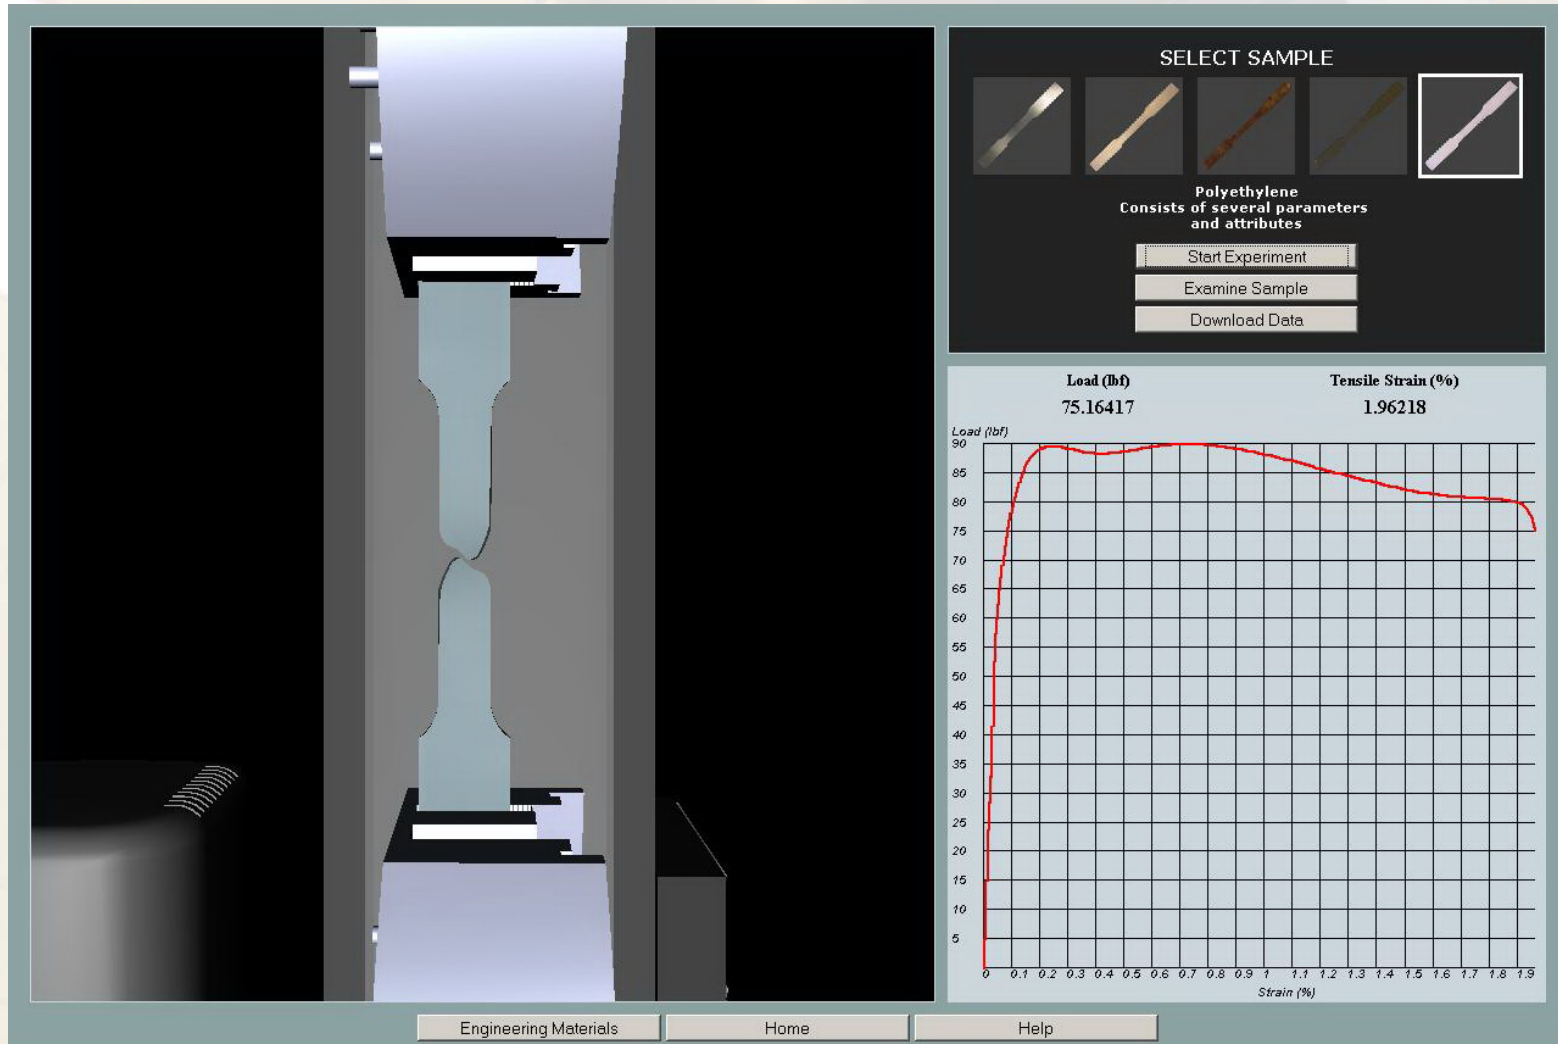 SELECT SAMPLE
Polyethylene
Consists of several parameters
and attributes
Start Experiment
Examine Sample
Download Data
Load (lbf) Tensile Strain (%)
75.16417 1.96218
Load (lbf)
90
85
80
75
70
65
60
55
50
45
40
35
30
25
20
15
10
5
0 0.1 0.2 0.3 0.4 0.5 0.6 0.7 0.8 0.9 1 1.1 1.2 1.3 1.4 1.5 1.6 1.7 1.8 1.9
Strain (%)
Engineering Materials Home Help